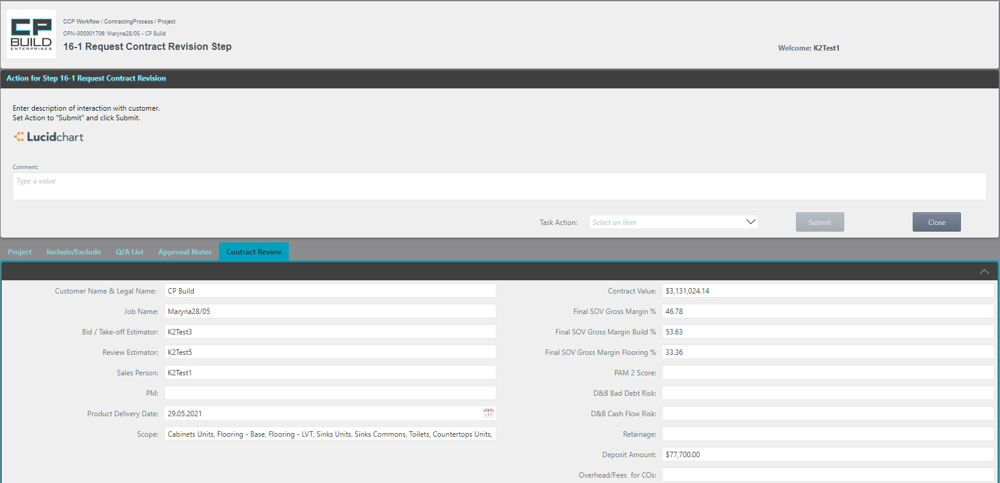 CP
BUILD
ENTERPRISES
CCP Workflow / ContractingProcess / Project
OPN-000001706: Maryna28/05 - CP Build
16-1 Request Contract Revision Step
Welcome: K2Test1
Action for Step 16-1 Request Contract Revision
Enter description of interaction with customer.
Set Action to "Submit" and click Submit.
Lucidchart
Comment:
Type a value
Task Action: Select an item Submit Close
Project Include/Exclude Q/A List Approval Notes Contract Review
Customer Name & Legal Name: CP Build
Job Name: Maryna28/05
Bid / Take-off Estimator: K2Test3
Review Estimator: K2Test5
Sales Person: K2Test1
PM:
Product Delivery Date: 29.05.2021
Scope: Cabinets Units, Flooring - Base, Flooring - LVT, Sinks Units, Sinks Commons, Toilets, Countertops Units,
Contract Value: $3,131,024.14
Final SOV Gross Margin % 46.78
Final SOV Gross Margin Build % 53.63
Final SOV Gross Margin Flooring % 33.36
PAM 2 Score:
D&B Bad Debt Risk:
D&B Cash Flow Risk:
Retainage:
Deposit Amount: $77,700.00
Overhead/Fees for COs: